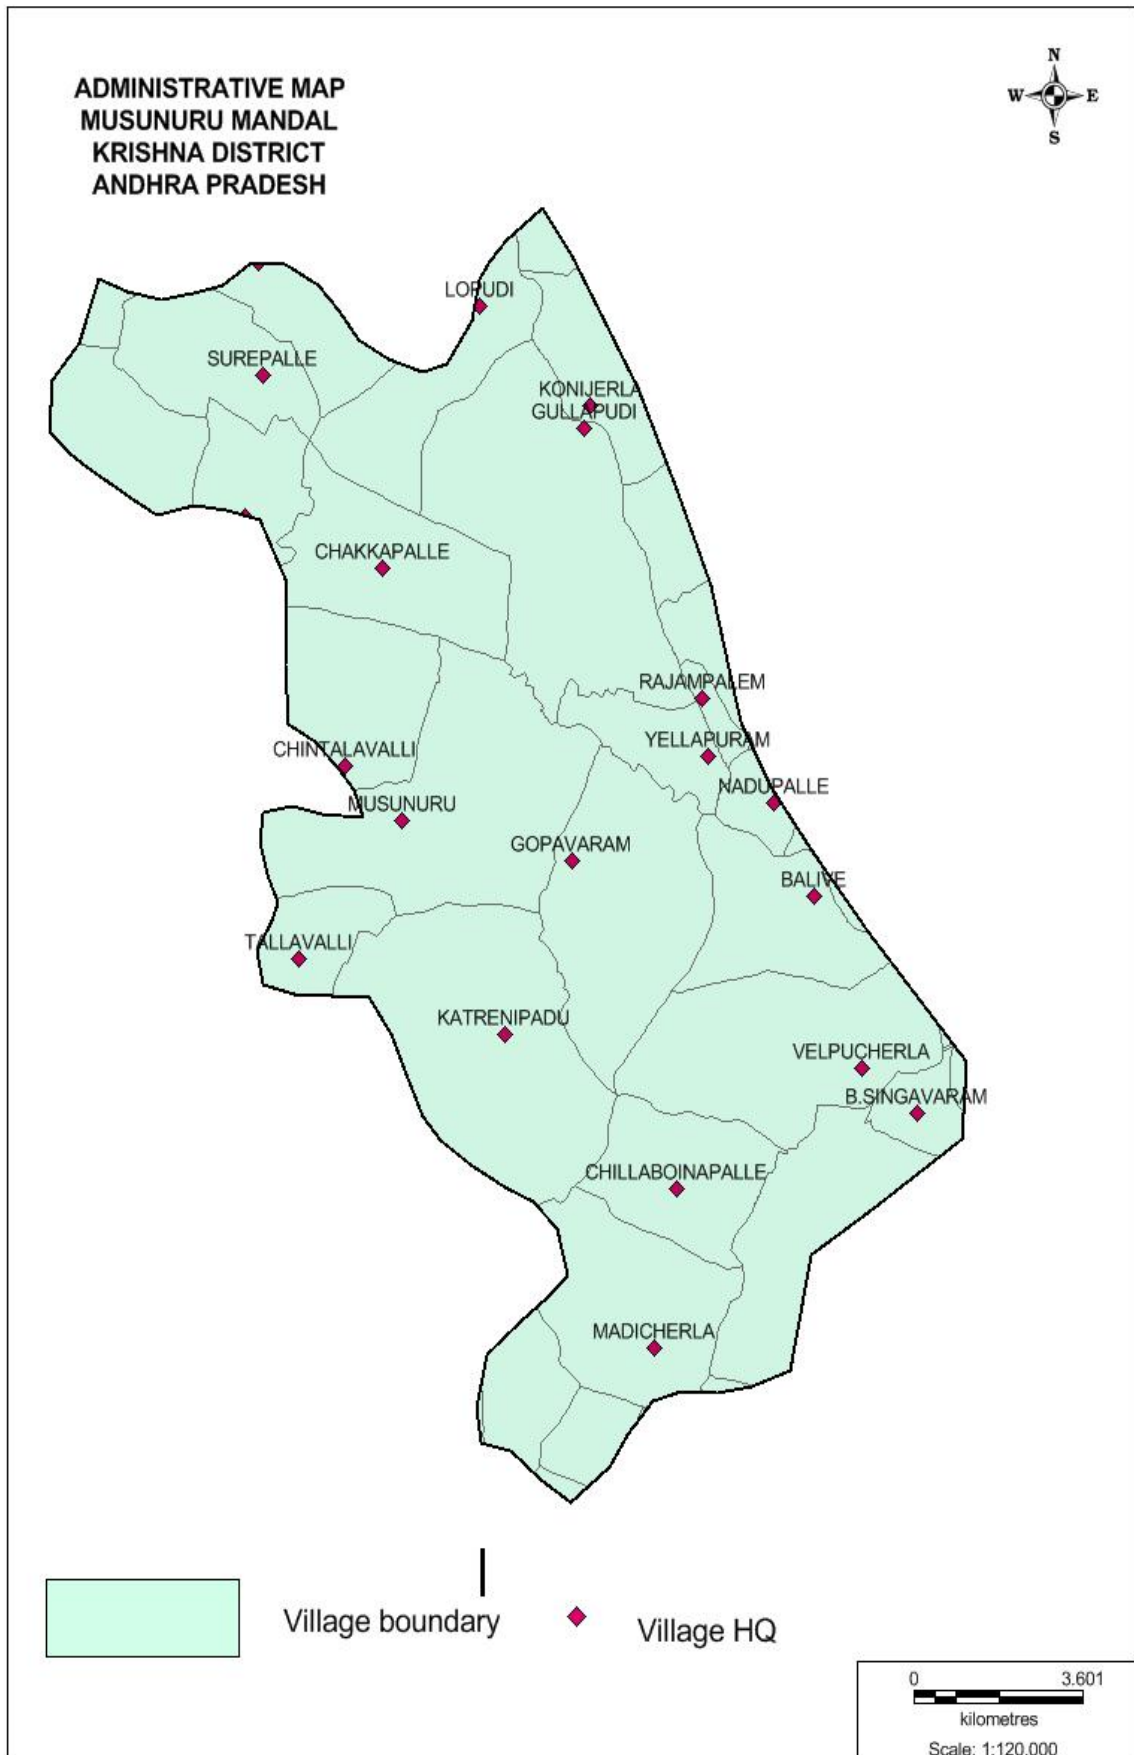 ADMINISTRATIVE MAP
MUSUNURU MANDAL
KRISHNA DISTRICT
ANDHRA PRADESH
N
W E
S
LOPUDI
SUREPALLE
KONIJERLA
GULLAPUDI
CHAKKAPALLE
RAJAMPALEM
YELLAPURAM
CHINTALAVALLI
NADUPALLE
MUSUNURU
GOPAVARAM
BALIVE
TALLAVALLI
KATRENIPADU
VELPUCHERLA
B.SINGAVARAM
CHILLABOINAPALLE
MADICHERLA
Village boundary
Village HQ
0 3.601
kilometres
Scale: 1:120,000